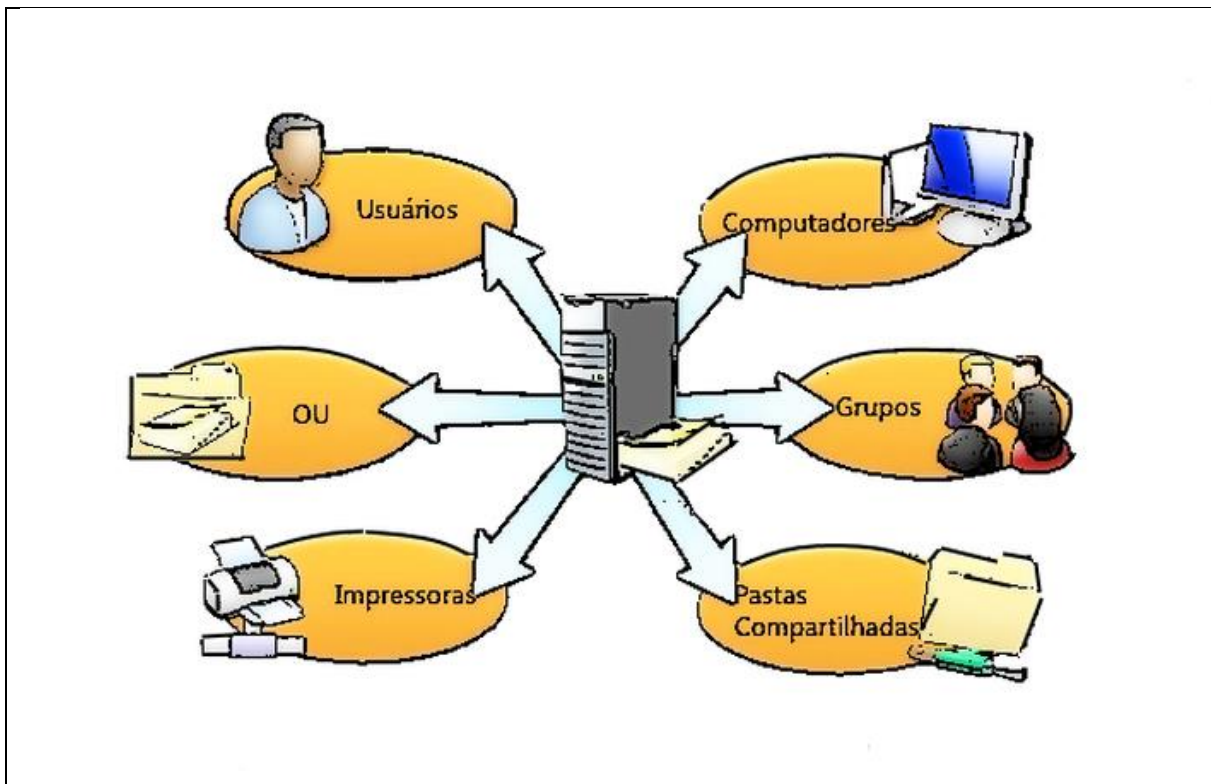 Usuários
Computadores
OU
Grupos
Impressoras
Pastas
Compartilhadas